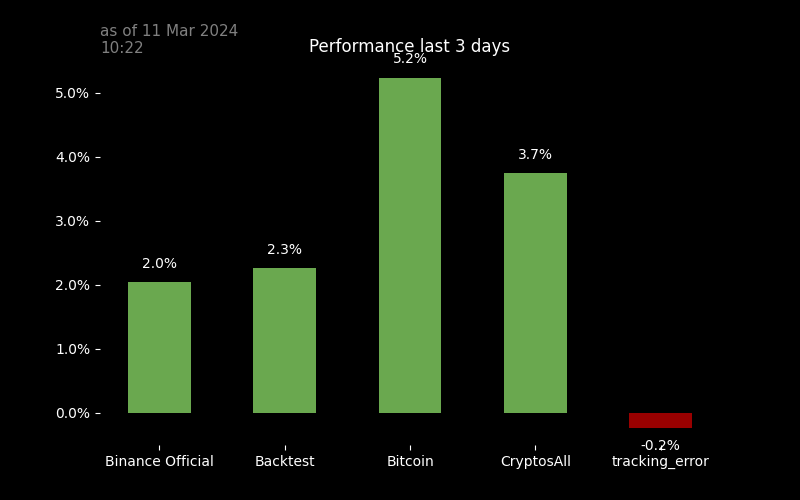 as of 11 Mar 2024
10:22
Performance last 3 days
5.2%
5.0%
4.0%
3.7%
3.0%
2.3%
2.0%
2.0%
1.0%
0.0%
-0.2%
Binance Official
Backtest
Bitcoin
CryptosAll
tracking_error